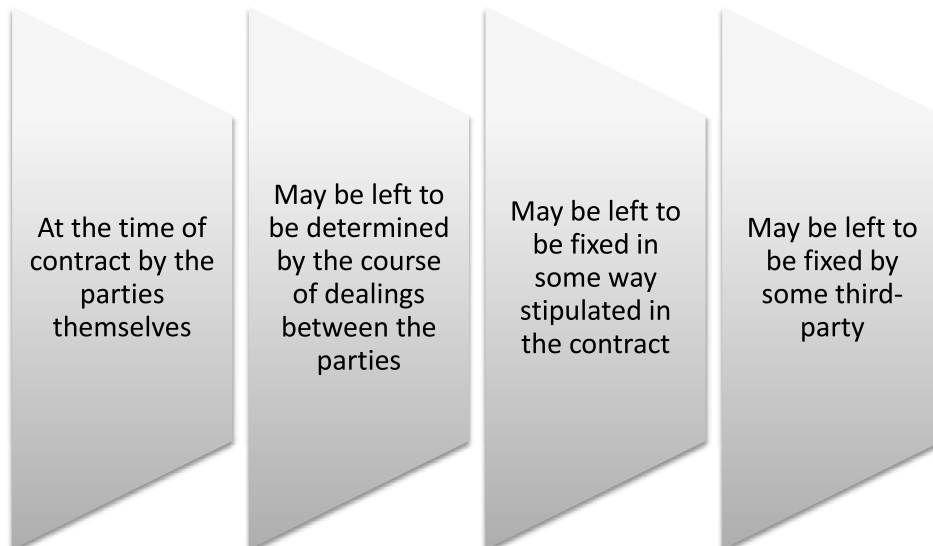 At the time of
contract by the
parties
themselves
May be left to
be determined
by the course
of dealings
between the
parties
May be left to
be fixed in
some way
stipulated in
the contract
May be left to
be fixed by
some third-
party